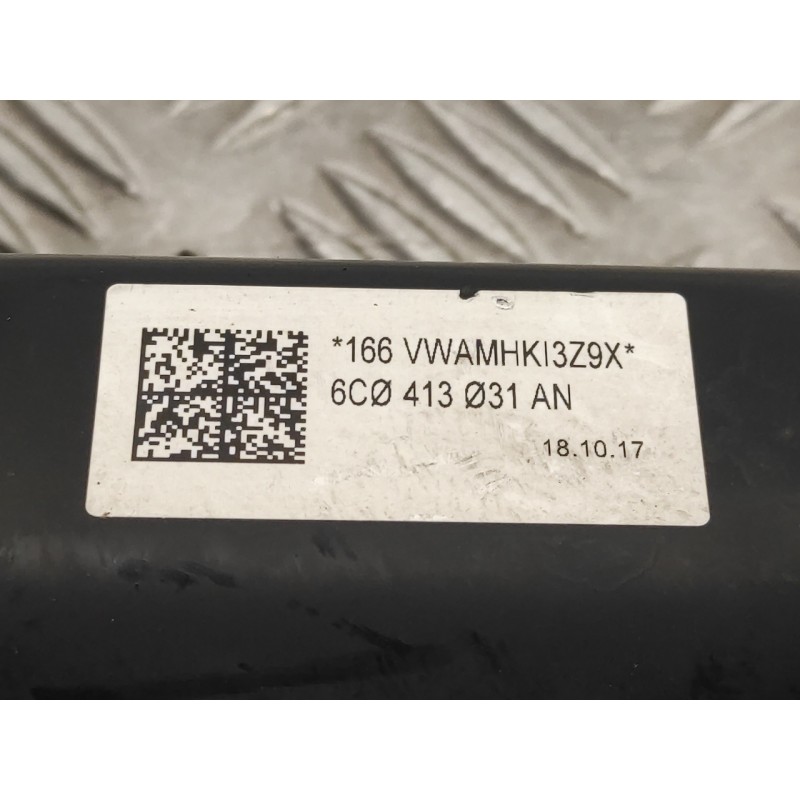 *166 VWAMHKI3Z9X*
6CØ 413 Ø31 AN
18.10.17